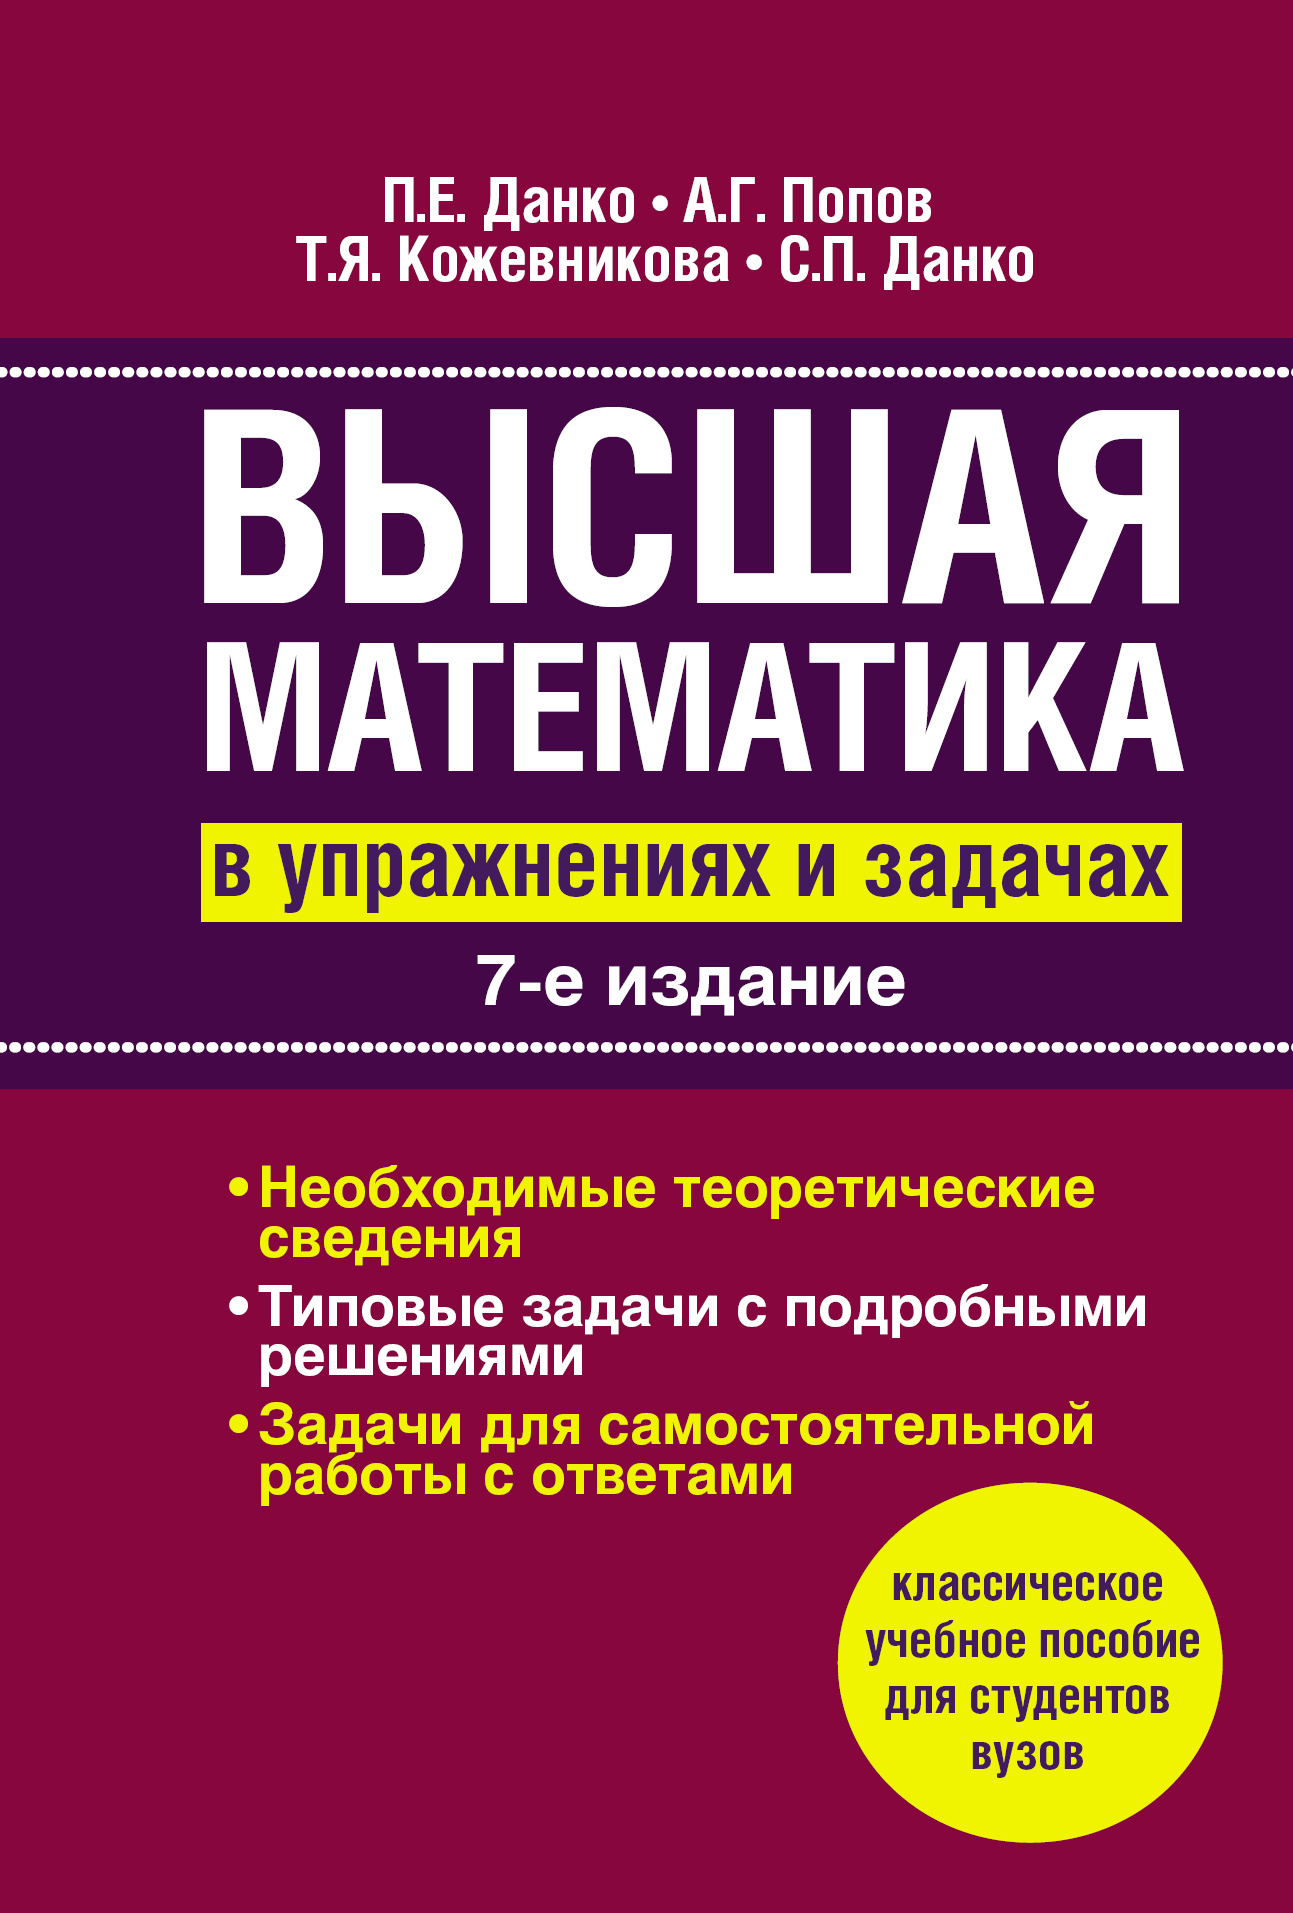 П.Е. Данко • А.Г. Попов
Т.Я. Кожевникова • С.П. Данко
ВЫСШАЯ
МАТЕМАТИКА
в упражнениях и задачах
7-е издание
• Необходимые теоретические
сведения
• Типовые задачи с подробными
решениями
• Задачи для самостоятельной
работы с ответами
классическое
учебное пособие
для студентов
вузов